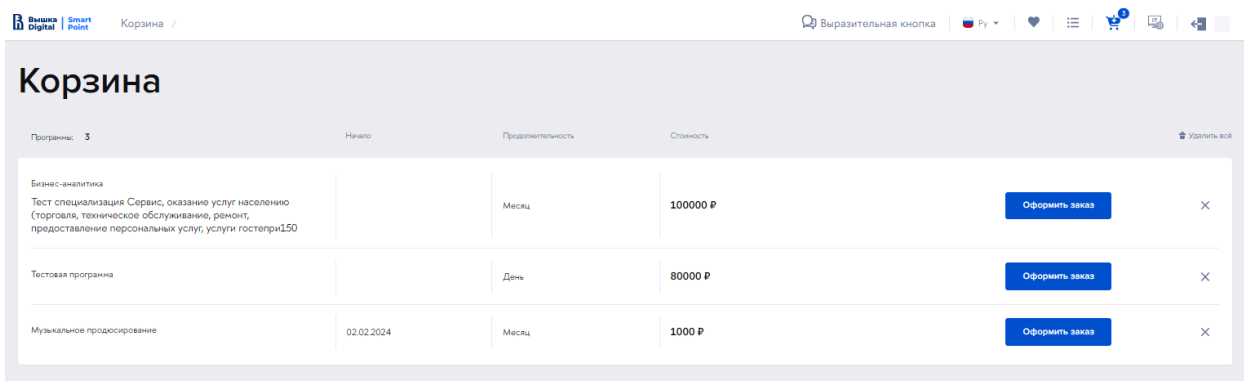 Вышка Digital | Smart Point Корзина / Выразительная кнопка Ру 3 IT
Корзина
Программы: 3 Начало Продолжительность Стоимость Удалить всё
Бизнес-аналитика
Тест специализация Сервис, оказание услуг населению
(торговля, техническое обслуживание, ремонт,
предоставление персональных услуг, услуги гостепри150
Месяц 100000 ₽ Оформить заказ
Тестовая программа День 80000 ₽ Оформить заказ
Музыкальное продюсирование 02.02.2024 Месяц 1000 ₽ Оформить заказ